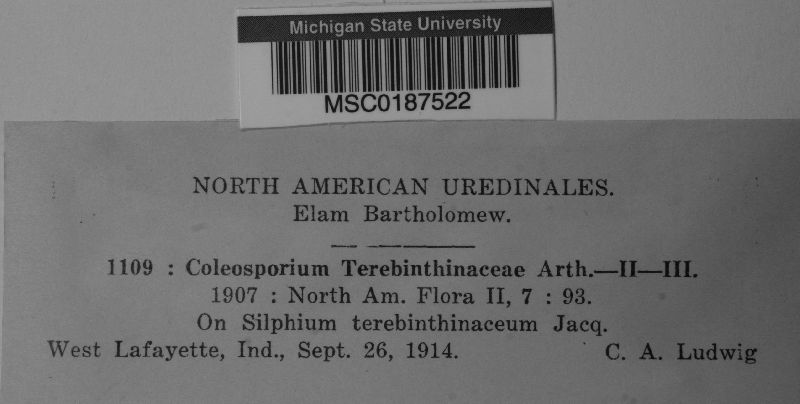 Michigan State University
MSC0187522
NORTH AMERICAN UREDINALES.
Elam Bartholomew.
1109 : Coleosporium Terebinthinaceae Arth.—II—III.
1907 : North Am. Flora II, 7 : 93.
On Silphium terebinthinaceum Jacq.
West Lafayette, Ind., Sept. 26, 1914. C. A. Ludwig